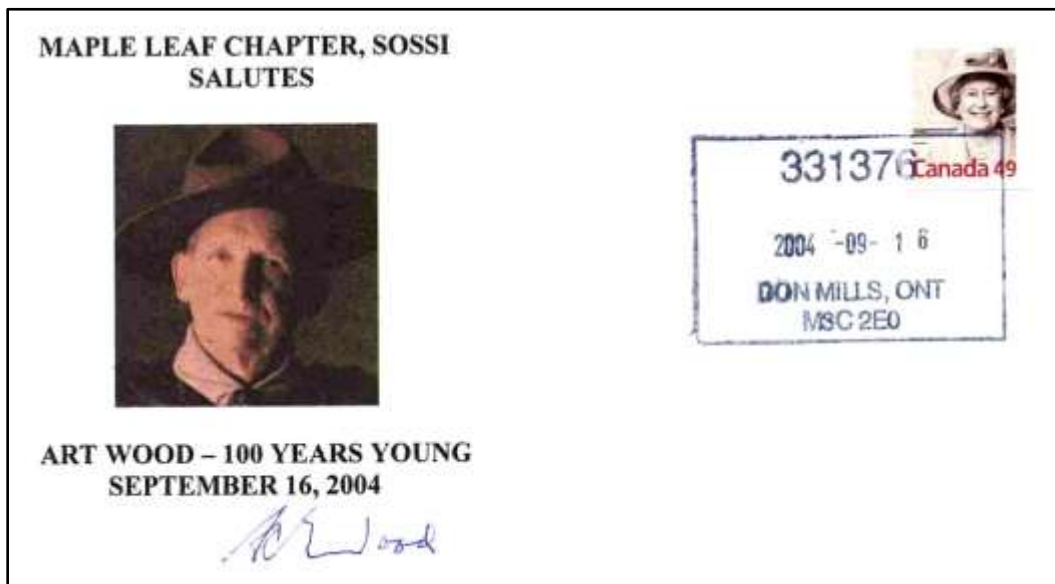 MAPLE LEAF CHAPTER, SOSSI
SALUTES
Canada 49
331376
2004 -09- 16
DON MILLS, ONT
M3C 2E0
ART WOOD – 100 YEARS YOUNG
SEPTEMBER 16, 2004
Wood